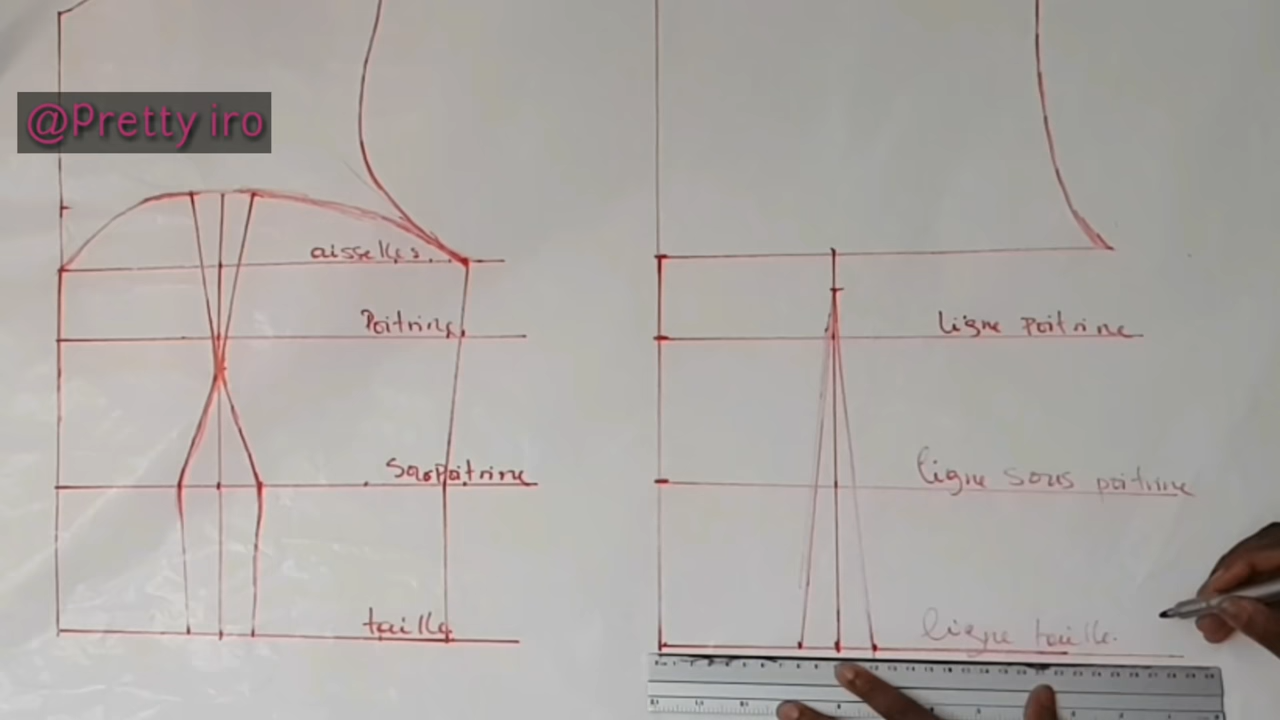 @Pretty iro
aisselles
Poitrine
Souspoitrine
taille
ligne poitrine
ligne sous poitrine
ligne taille